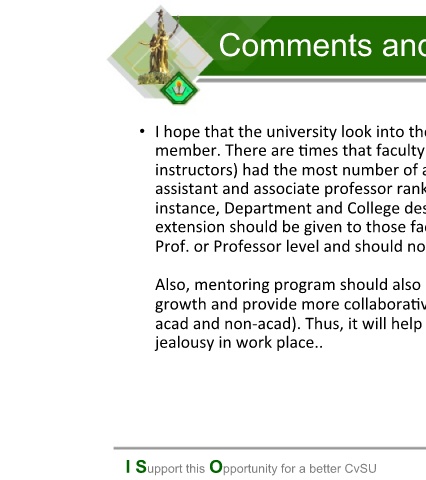 Comments and
• I hope that the university look into the
member. There are times that faculty
instructors) had the most number of a
assistant and associate professor rank
instance, Department and College des
extension should be given to those fac
Prof. or Professor level and should no
Also, mentoring program should also
growth and provide more collaborativ
acad and non-acad). Thus, it will help
jealousy in work place..
I Support this Opportunity for a better CvSU